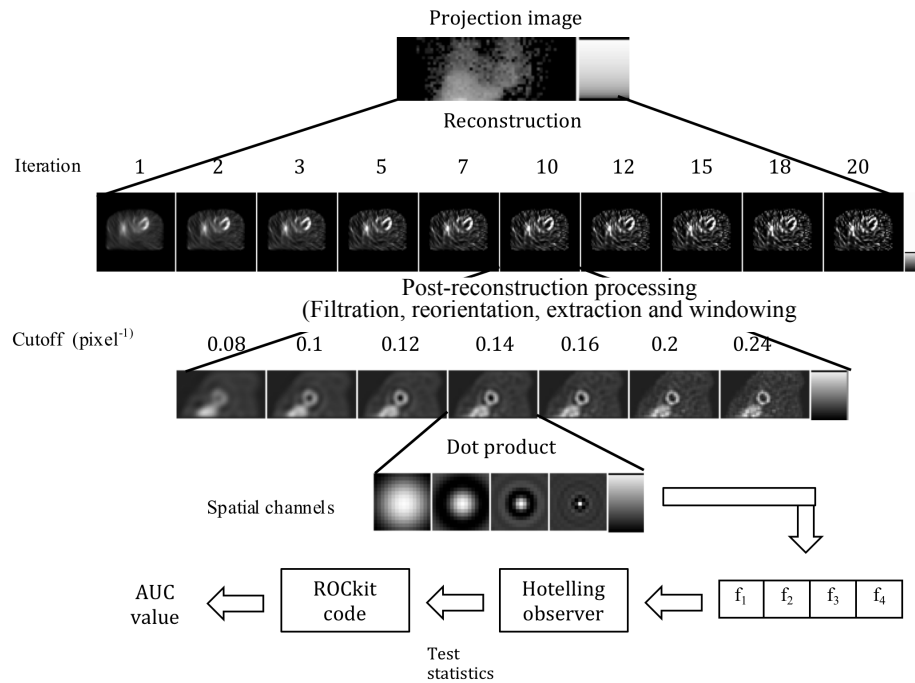 Projection image
Reconstruction
Iteration 1 2 3 5 7 10 12 15 18 20
Post-reconstruction processing
(Filtration, reorientation, extraction and windowing
Cutoff (pixel-1) 0.08 0.1 0.12 0.14 0.16 0.2 0.24
Dot product
Spatial channels
AUC
value
ROCkit
code
Hotelling
observer
f1 f2 f3 f4
Test
statistics